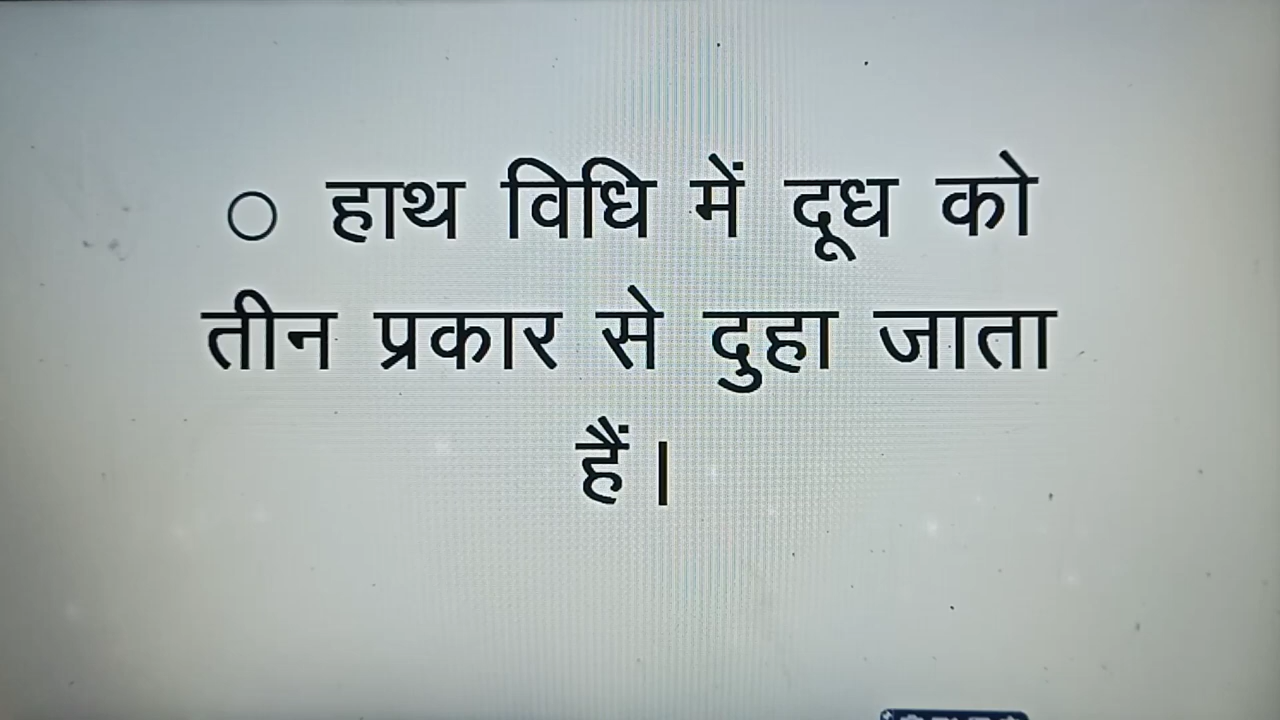 ○ हाथ विधि में दूध को
तीन प्रकार से दुहा जाता
हैं।